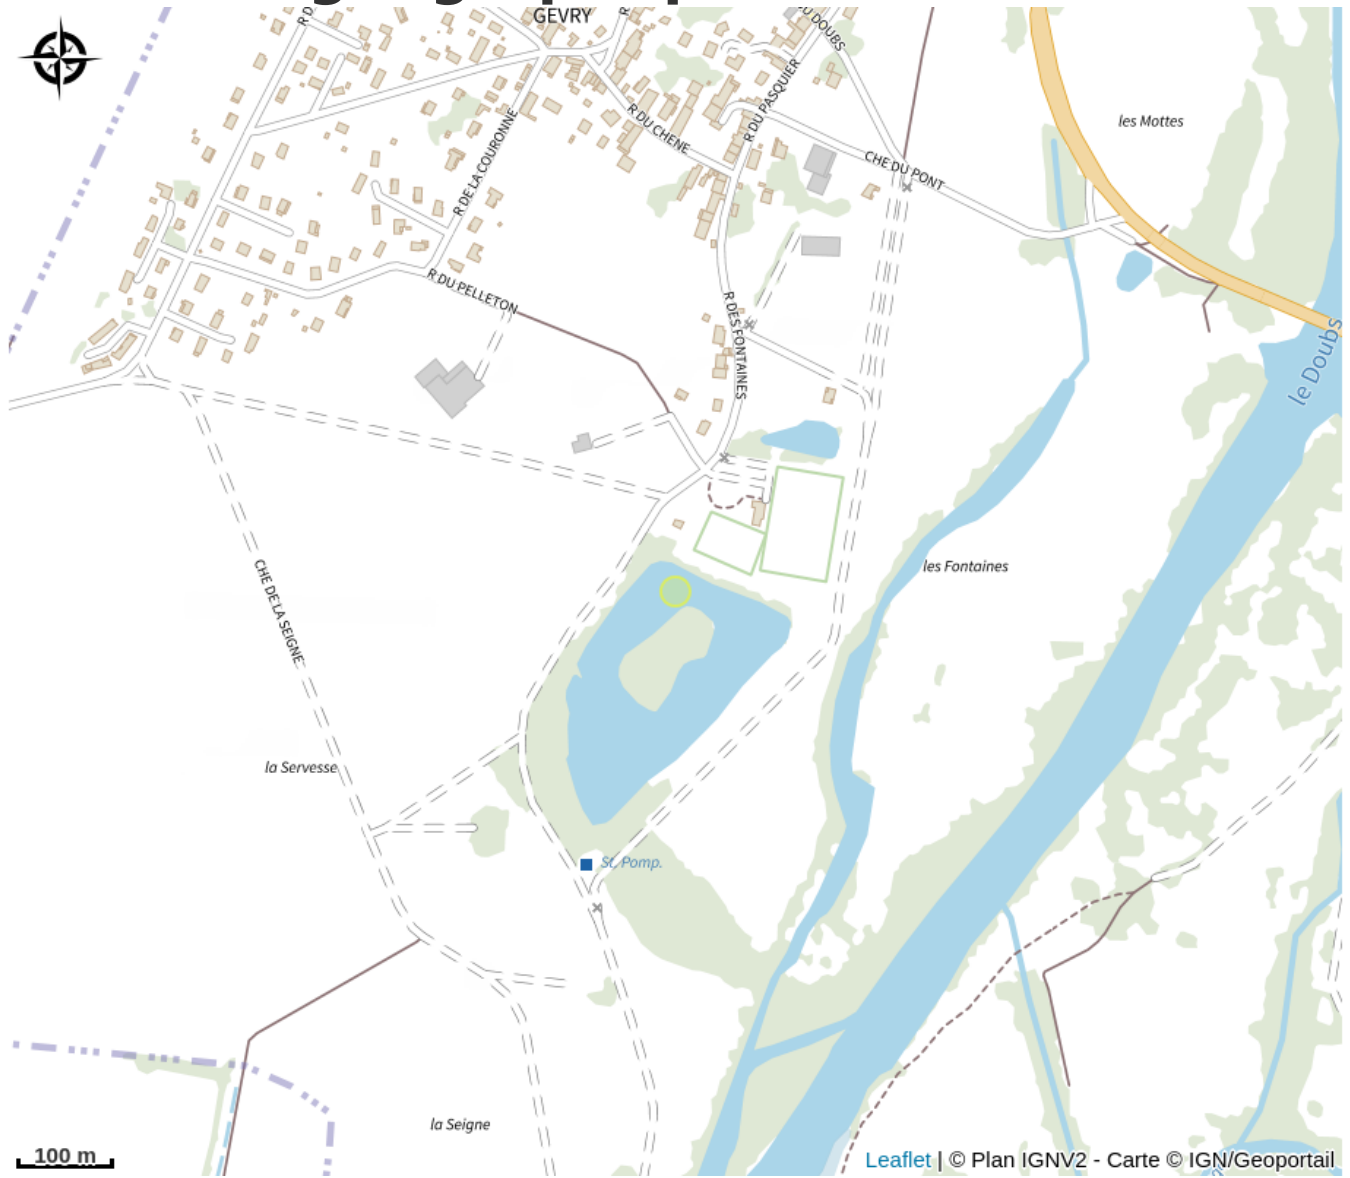 GEVRY
R DU CHENE
R DU PASQUIER
DU DOUBS
les Mottes
CHE DU PONT
R DE LA COURONNE
R DU PELLETON
R DES FONTAINES
le Doubs
les Fontaines
CHE DE LA SEIGNE
la Servesse
St. Pomp.
la Seigne
100 m
Leaflet | © Plan IGNV2 - Carte © IGN/Geoportail